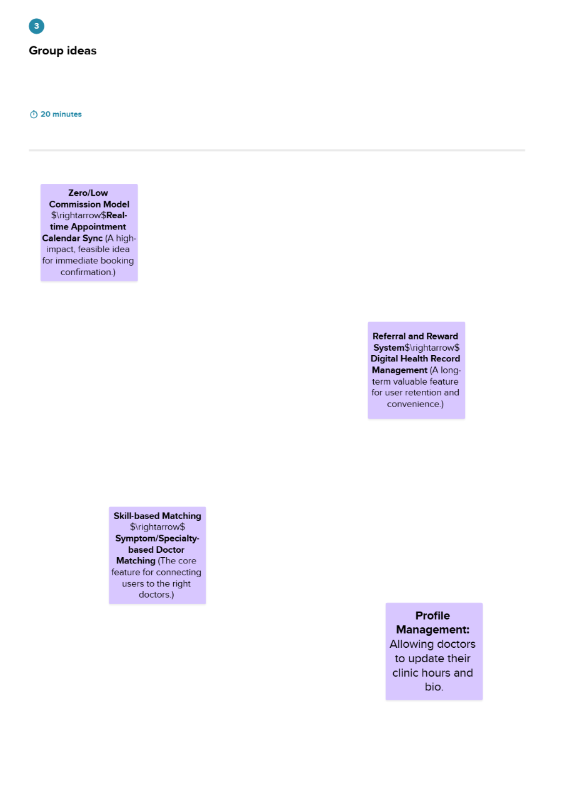 3
Group ideas
20 minutes
Zero/Low
Commission Model
$\rightarrow$Real-
time Appointment
Calendar Sync (A high-
impact, feasible idea
for immediate booking
confirmation.)
Referral and Reward
System$\rightarrow$
Digital Health Record
Management (A long-
term valuable feature
for user retention and
convenience.)
Skill-based Matching
$\rightarrow$
Symptom/Specialty-
based Doctor
Matching (The core
feature for connecting
users to the right
doctors.)
Profile
Management:
Allowing doctors
to update their
clinic hours and
bio.